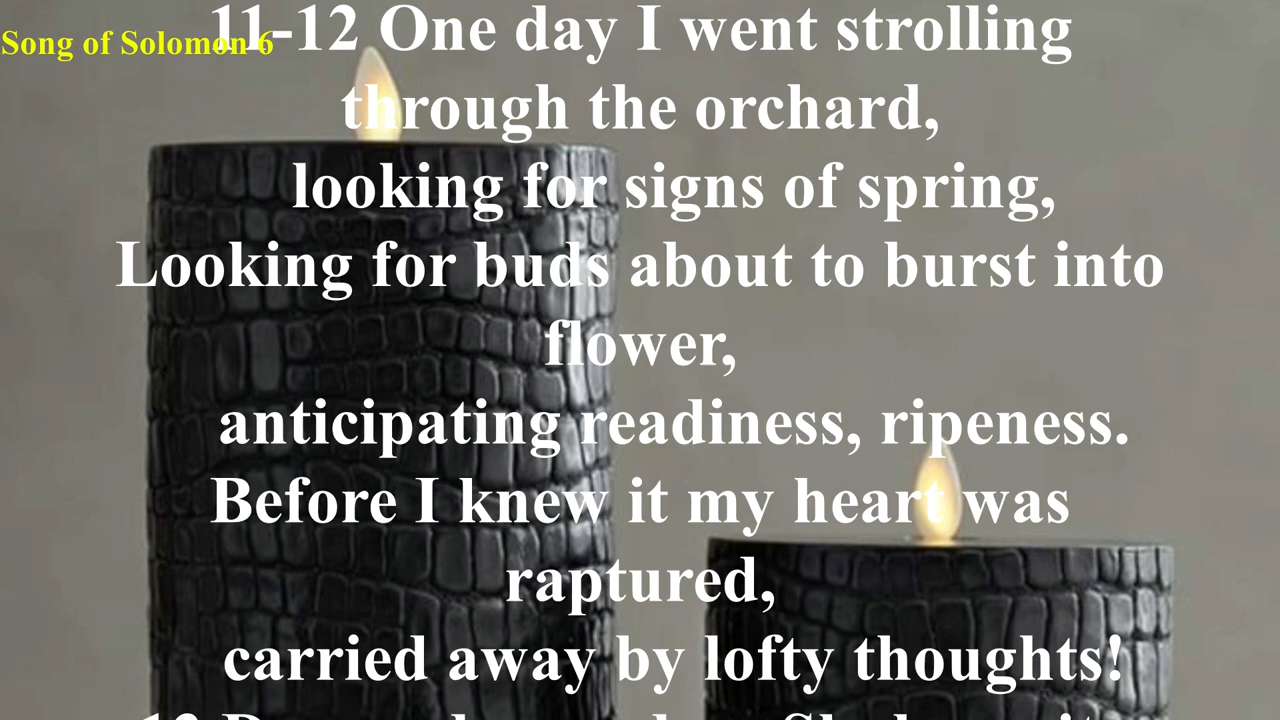 Song of Solomon 6
11-12 One day I went strolling
through the orchard,
looking for signs of spring,
Looking for buds about to burst into
flower,
anticipating readiness, ripeness.
Before I knew it my heart was
raptured,
carried away by lofty thoughts!